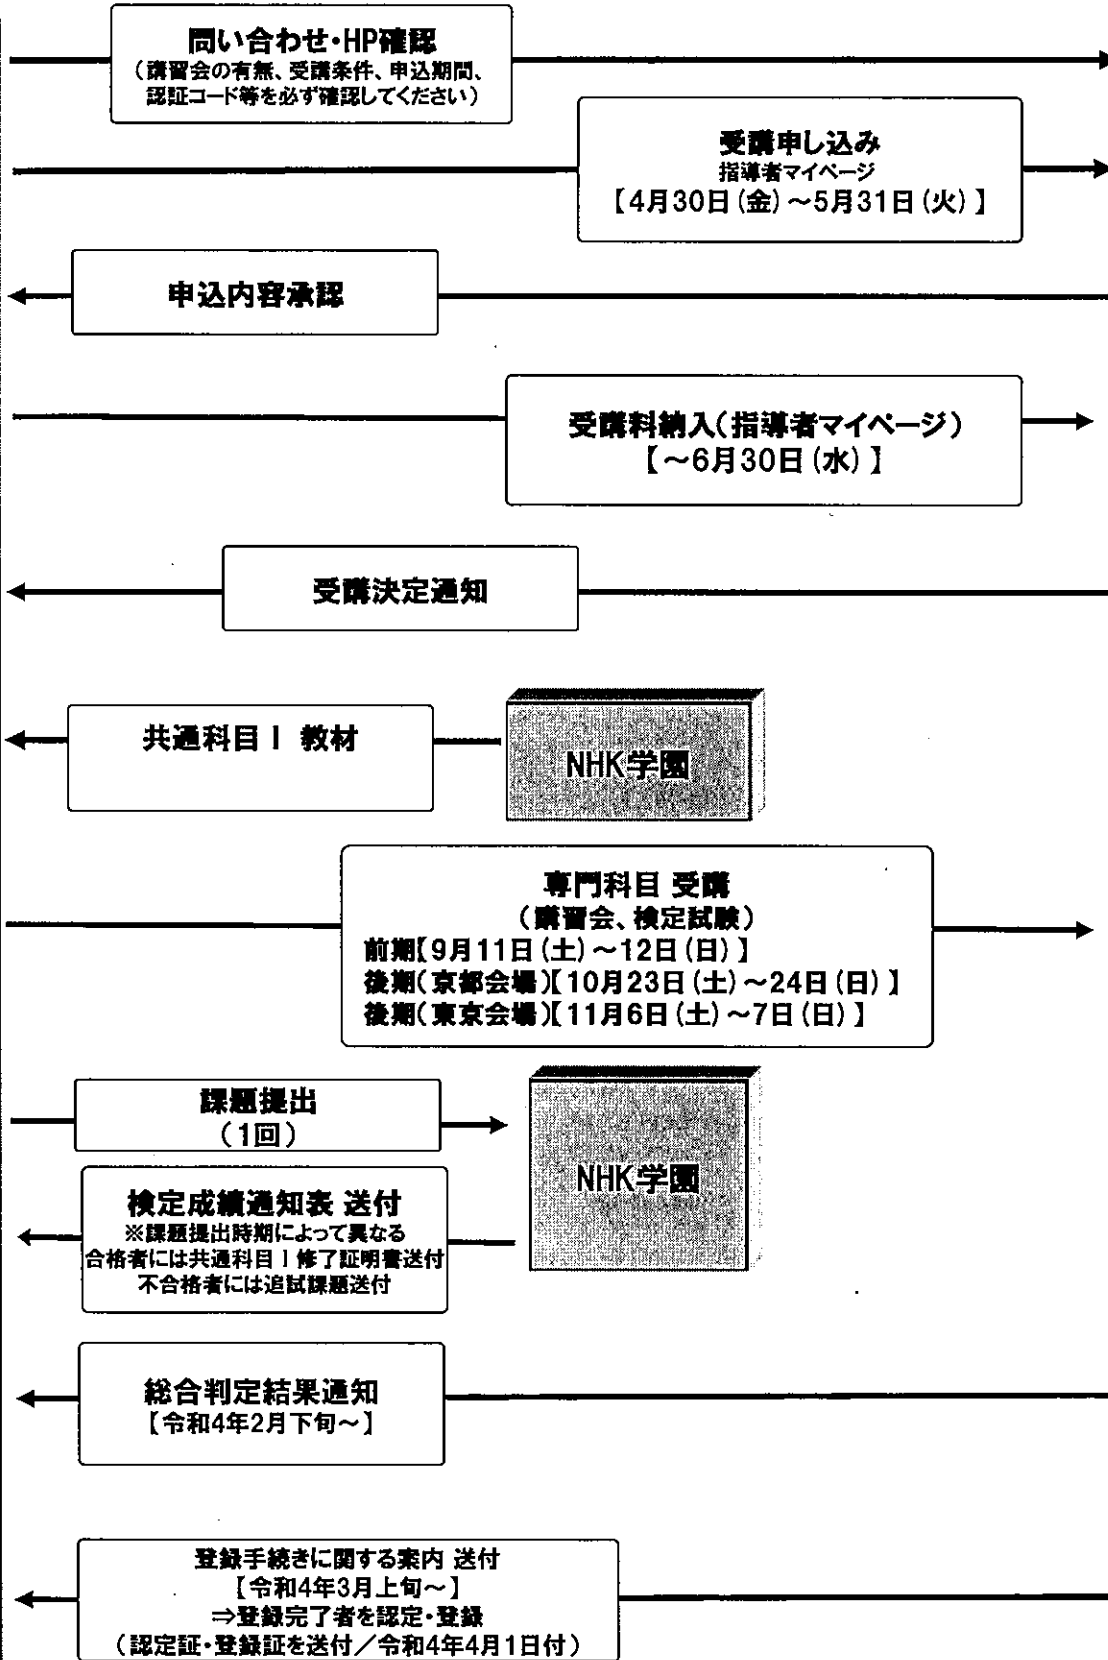 問い合わせ・HP確認
（講習会の有無、受講条件、申込期間、
認証コード等を必ず確認してください）
受講申し込み
指導者マイページ
【4月30日（金）～5月31日（火）】
申込内容承認
受講料納入（指導者マイページ）
【～6月30日（水）】
受講決定通知
共通科目Ⅰ 教材
NHK学園
専門科目 受講
（講習会、検定試験）
前期【9月11日（土）～12日（日）】
後期（京都会場）【10月23日（土）～24日（日）】
後期（東京会場）【11月6日（土）～7日（日）】
課題提出
（1回）
NHK学園
検定成績通知表 送付
※課題提出時期によって異なる
合格者には共通科目Ⅰ修了証明書送付
不合格者には追試課題送付
総合判定結果通知
【令和4年2月下旬～】
登録手続きに関する案内 送付
【令和4年3月上旬～】
⇒登録完了者を認定・登録
（認定証・登録証を送付／令和4年4月1日付）